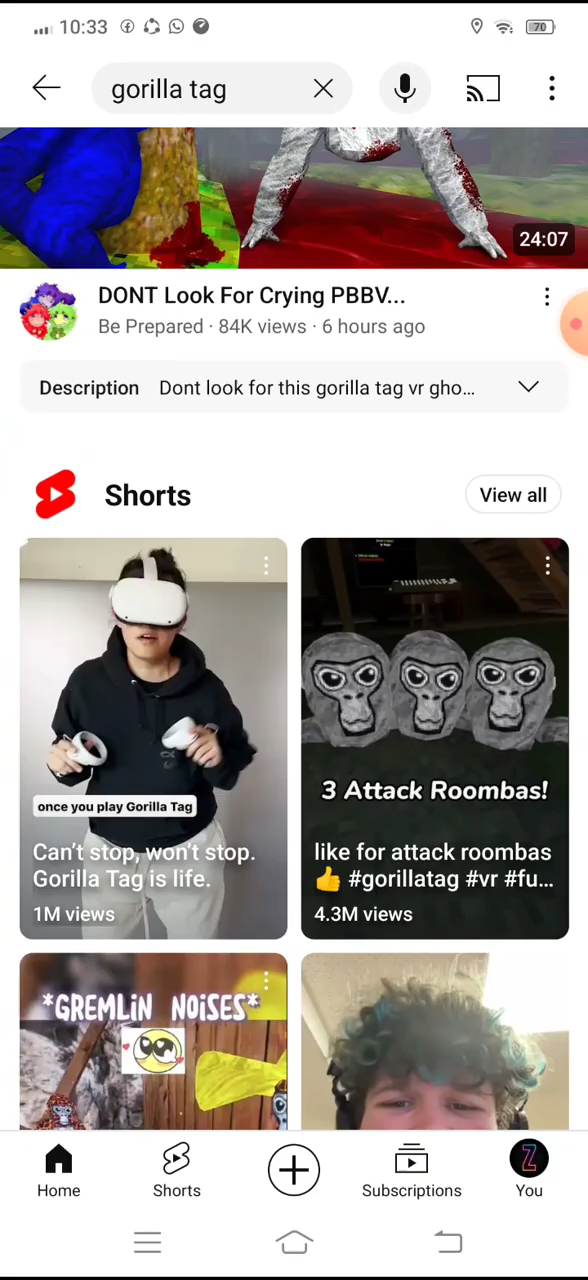 10:33
70
gorilla tag
24:07
DONT Look For Crying PBBV...
Be Prepared · 84K views · 6 hours ago
Description Dont look for this gorilla tag vr gho...
Shorts
View all
once you play Gorilla Tag
Can't stop, won't stop.
Gorilla Tag is life.
1M views
3 Attack Roombas!
like for attack roombas
👍 #gorillatag #vr #fu...
4.3M views
*GREMLiN NOiSES*
Home
Shorts
Subscriptions
Z
You